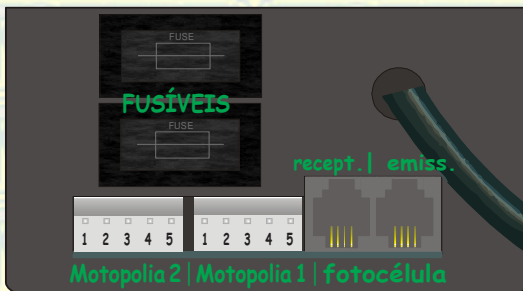 FUSE
FUSÍVEIS
FUSE
recept.| emiss.
1 2 3 4 5 1 2 3 4 5
Motopolia 2 | Motopolia 1 | fotocélula